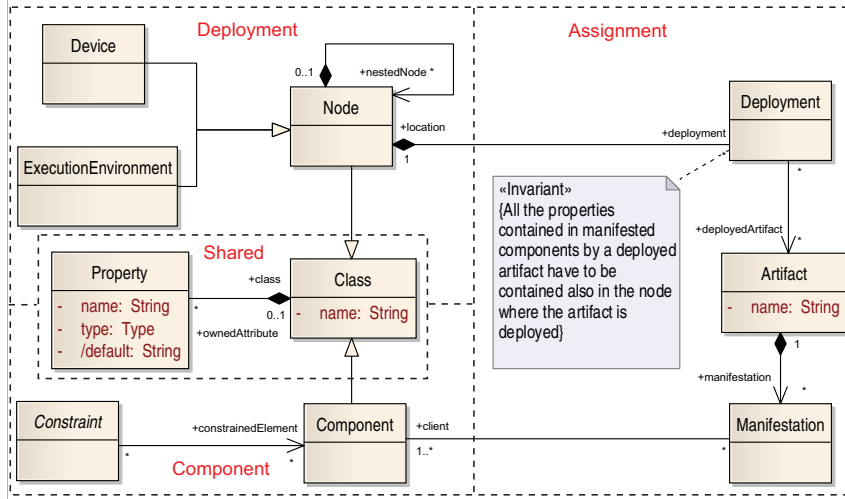 Deployment
Assignment
Device
0..1
+nestedNode *
Node
Deployment
+location
1
+deployment
*
ExecutionEnvironment
«Invariant»
{All the properties
contained in manifested
components by a deployed
artifact have to be
contained also in the node
where the artifact is
deployed}
*
+deployedArtifact
*
Shared
Property
- name: String
- type: Type
- /default: String
+class
*
0..1
+ownedAttribute
Class
- name: String
Artifact
- name: String
1
+manifestation
*
Constraint
*
+constrainedElement
*
Component
+client
1..*
*
Manifestation
Component